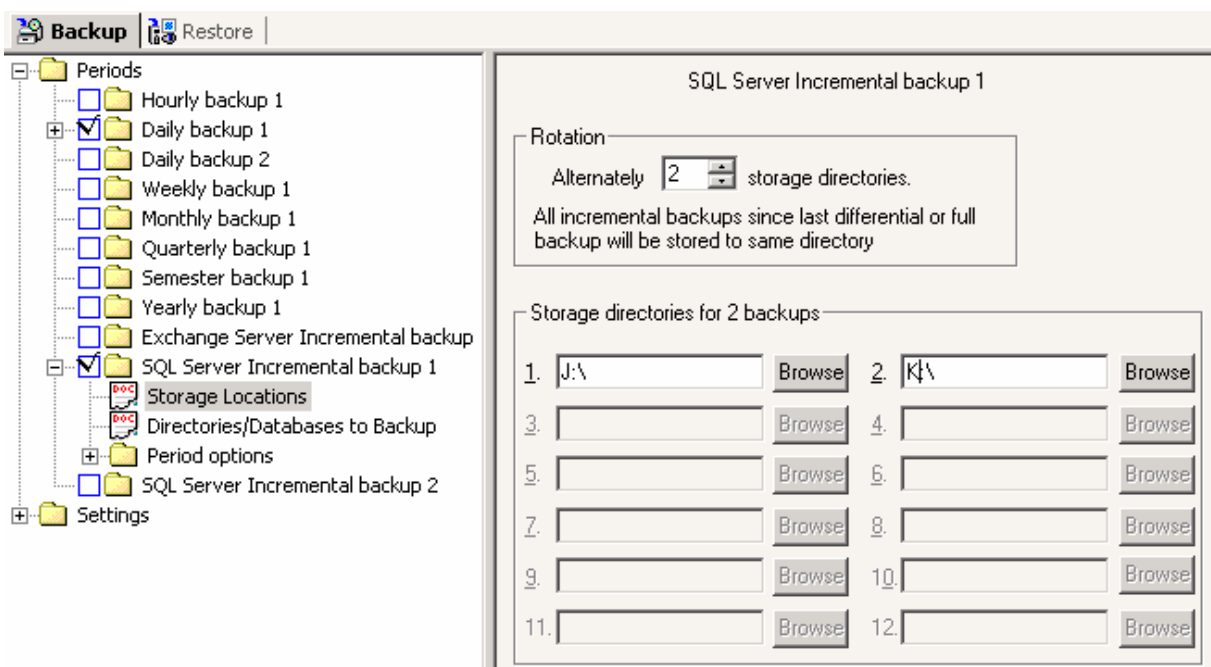 Backup Restore
Periods
Hourly backup 1
Daily backup 1
Daily backup 2
Weekly backup 1
Monthly backup 1
Quarterly backup 1
Semester backup 1
Yearly backup 1
Exchange Server Incremental backup
SQL Server Incremental backup 1
DOC
Storage Locations
DOC
Directories/Databases to Backup
Period options
SQL Server Incremental backup 2
Settings
SQL Server Incremental backup 1
Rotation
Alternately 2 storage directories.
All incremental backups since last differential or full
backup will be stored to same directory
Storage directories for 2 backups
1. J:\ Browse 2. K:\ Browse
3. Browse 4. Browse
5. Browse 6. Browse
7. Browse 8. Browse
9. Browse 10. Browse
11. Browse 12. Browse